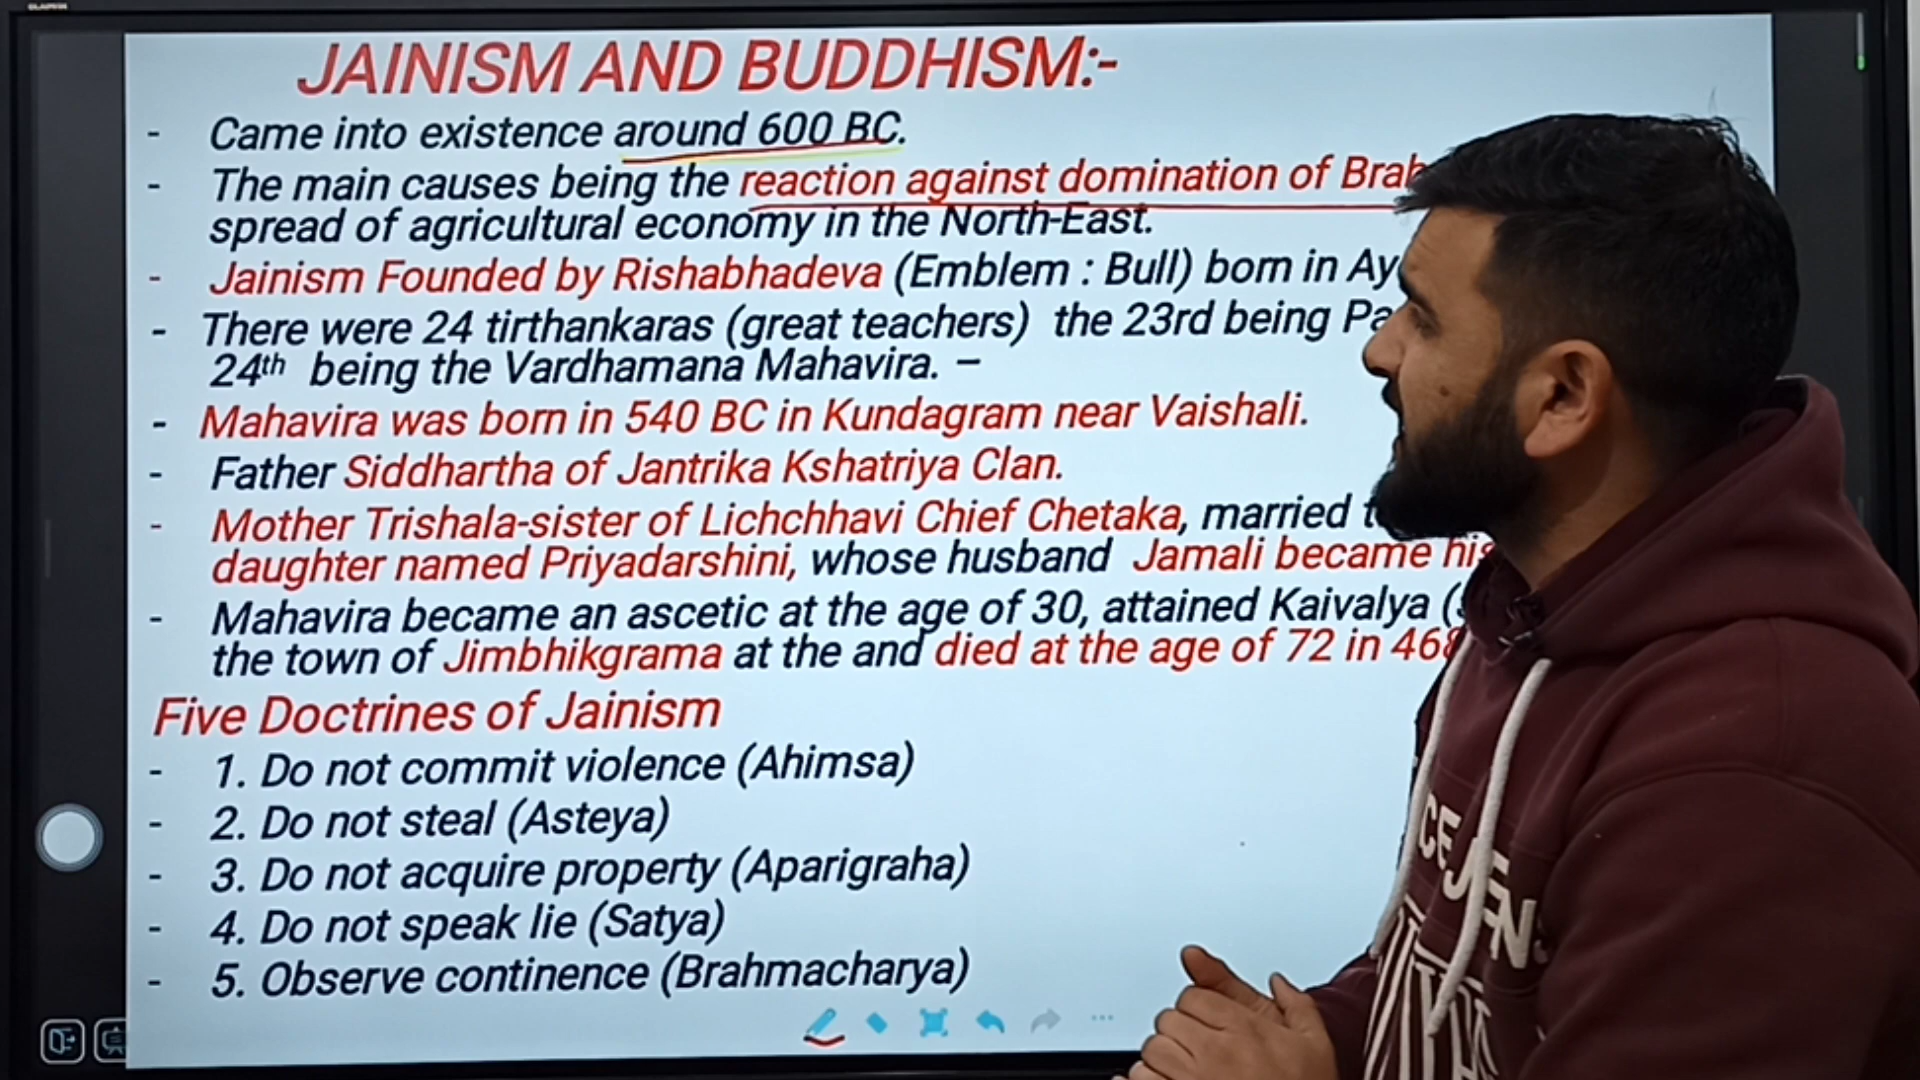 JAINISM AND BUDDHISM:-
- Came into existence around 600 BC.
- The main causes being the reaction against domination of
spread of agricultural economy in the North-East.
- Jainism Founded by Rishabhadeva (Emblem : Bull) born in
- There were 24 tirthankaras (great teachers) the 23rd being
24th being the Vardhamana Mahavira. –
- Mahavira was born in 540 BC in Kundagram near Vaishali.
- Father Siddhartha of Jantrika Kshatriya Clan.
- Mother Trishala-sister of Lichchhavi Chief Chetaka, married
daughter named Priyadarshini, whose husband Jamali became
- Mahavira became an ascetic at the age of 30, attained Kaivalya
the town of Jimbhikgrama at the and died at the age of 72 in
Five Doctrines of Jainism
- 1. Do not commit violence (Ahimsa)
- 2. Do not steal (Asteya)
- 3. Do not acquire property (Aparigraha)
- 4. Do not speak lie (Satya)
- 5. Observe continence (Brahmacharya)